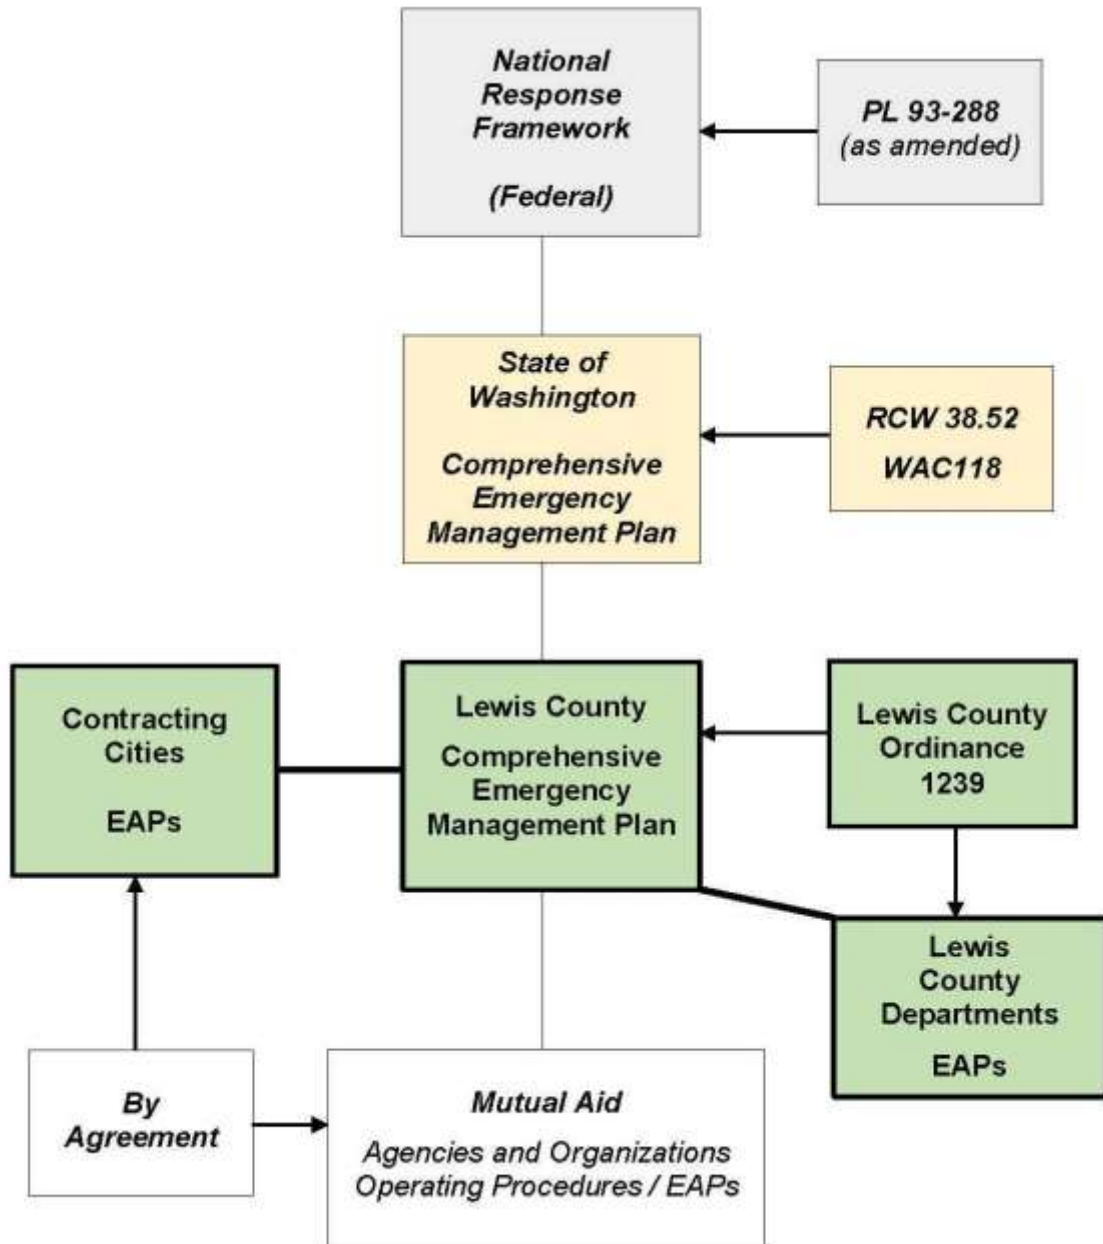 National
Response
Framework
(Federal)
PL 93-288
(as amended)
State of
Washington
Comprehensive
Emergency
Management Plan
RCW 38.52
WAC118
Contracting
Cities
EAPs
Lewis County
Comprehensive
Emergency
Management Plan
Lewis County
Ordinance
1239
Lewis
County
Departments
EAPs
By
Agreement
Mutual Aid
Agencies and Organizations
Operating Procedures / EAPs